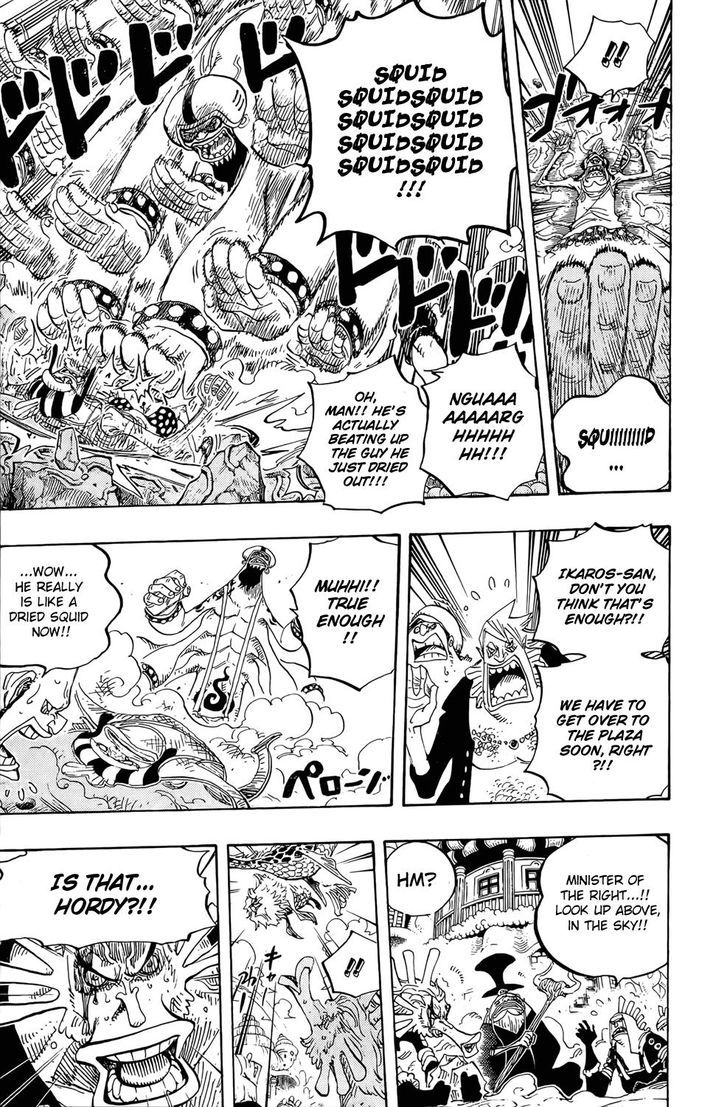 !!
ブオオオオ
SQUIIIIIIIID
...
SQUID
SQUIDSQUID
SQUIDSQUID
SQUIDSQUID
SQUIDSQUID
!!!
ドドドド
ドドドド
NGUAAA
AAAAARG
HHHHH
HH!!!
OH,
MAN!! HE'S
ACTUALLY
BEATING UP
THE GUY HE
JUST DRIED
OUT!!!
IKAROS-SAN,
DON'T YOU
THINK THAT'S
ENOUGH?!!
WE HAVE TO
GET OVER TO
THE PLAZA
SOON, RIGHT
?!!
MUHHI!!
TRUE
ENOUGH
!!
...WOW...
HE REALLY
IS LIKE A
DRIED SQUID
NOW!!
ペローン
MINISTER OF
THE RIGHT...!!
LOOK UP ABOVE,
IN THE SKY!!
HM?
!!
IS THAT...
HORDY?!!